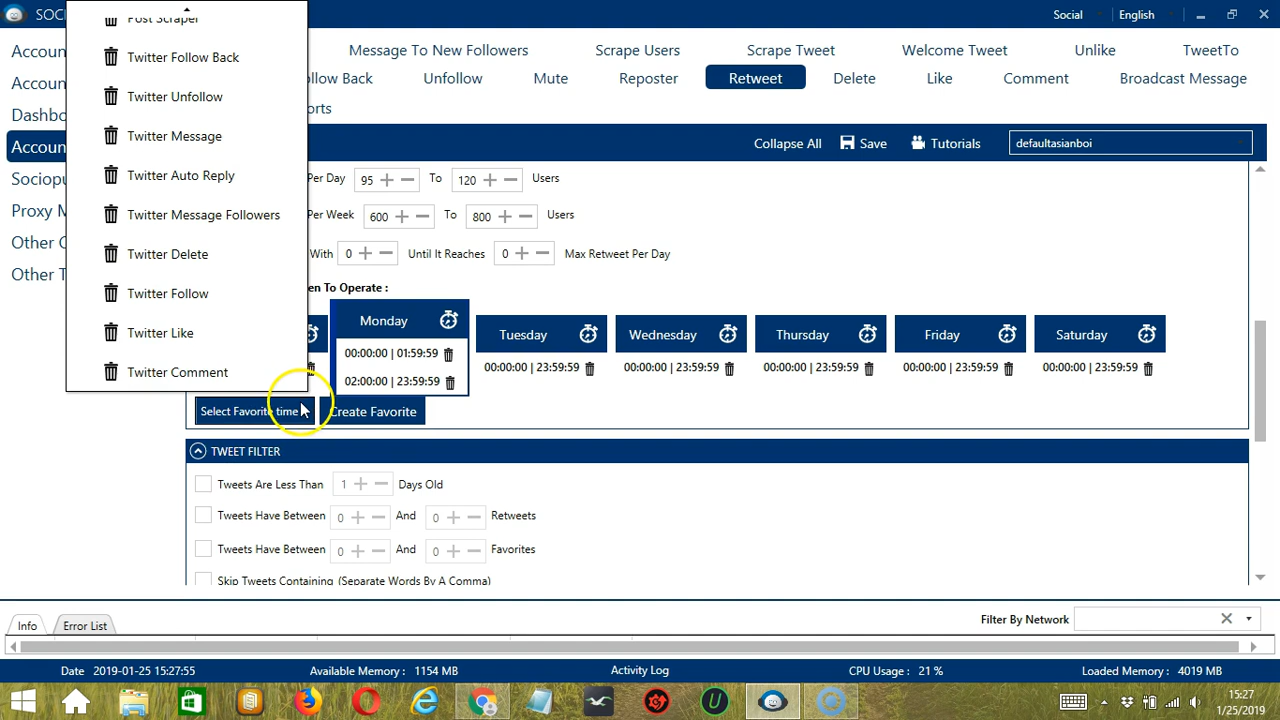 SOC
Social
English
Post Scraper
Twitter Follow Back
Twitter Unfollow
Twitter Message
Twitter Auto Reply
Twitter Message Followers
Twitter Delete
Twitter Follow
Twitter Like
Twitter Comment
Accoun
Accoun
Dashbo
Accoun
Sociopu
Proxy M
Other C
Other T
Message To New Followers
Scrape Users
Scrape Tweet
Welcome Tweet
Unlike
TweetTo
ollow Back
Unfollow
Mute
Reposter
Retweet
Delete
Like
Comment
Broadcast Message
orts
Collapse All
Save
Tutorials
defaultasianboi
Per Day 95 + − To 120 + − Users
Per Week 600 + − To 800 + − Users
With 0 + − Until It Reaches 0 + − Max Retweet Per Day
en To Operate :
Monday
00:00:00 | 01:59:59
02:00:00 | 23:59:59
Tuesday
00:00:00 | 23:59:59
Wednesday
00:00:00 | 23:59:59
Thursday
00:00:00 | 23:59:59
Friday
00:00:00 | 23:59:59
Saturday
00:00:00 | 23:59:59
Select Favorite time
Create Favorite
TWEET FILTER
Tweets Are Less Than 1 + − Days Old
Tweets Have Between 0 + − And 0 + − Retweets
Tweets Have Between 0 + − And 0 + − Favorites
Skip Tweets Containing (Separate Words By A Comma)
Info
Error List
Filter By Network
Date 2019-01-25 15:27:55
Available Memory : 1154 MB
Activity Log
CPU Usage : 21 %
Loaded Memory : 4019 MB
15:27
1/25/2019